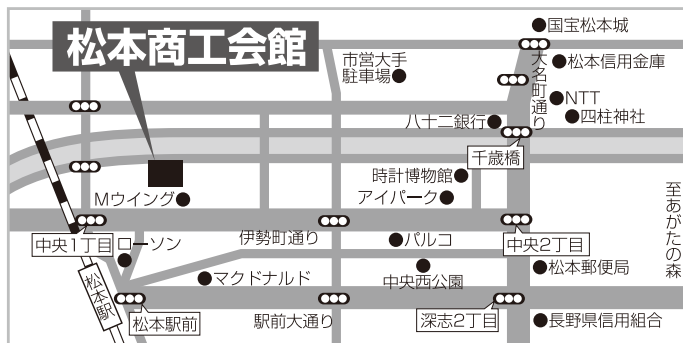 松本商工会館
国宝松本城
市営大手
駐車場
大名町通り
松本信用金庫
NTT
四柱神社
八十二銀行
千歳橋
時計博物館
アイパーク
Mウイング
至あがたの森
中央1丁目
ローソン
伊勢町通り
パルコ
中央2丁目
松本駅
マクドナルド
中央西公園
松本郵便局
松本駅前
駅前大通り
深志2丁目
長野県信用組合